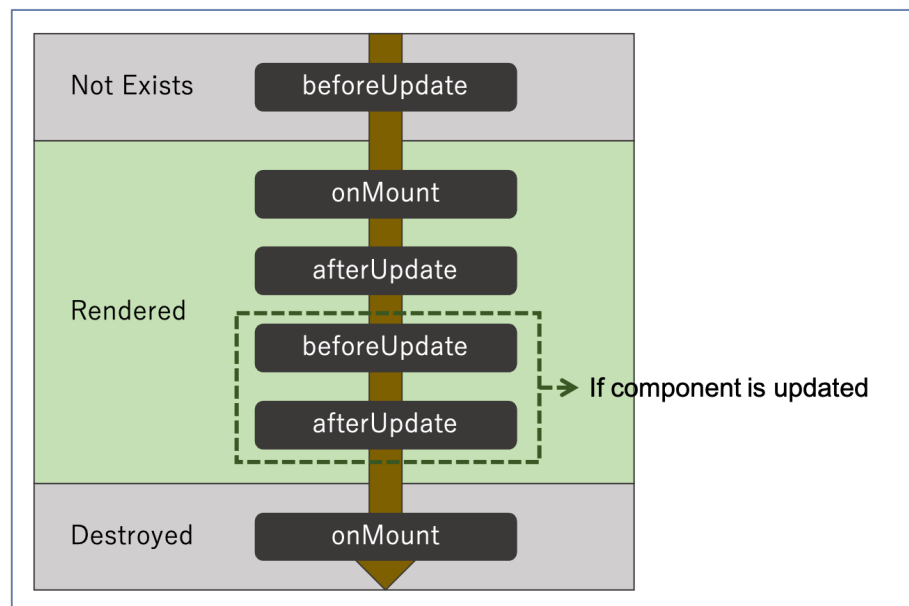 Not Exists
beforeUpdate
onMount
afterUpdate
Rendered
beforeUpdate
If component is updated
afterUpdate
Destroyed
onMount